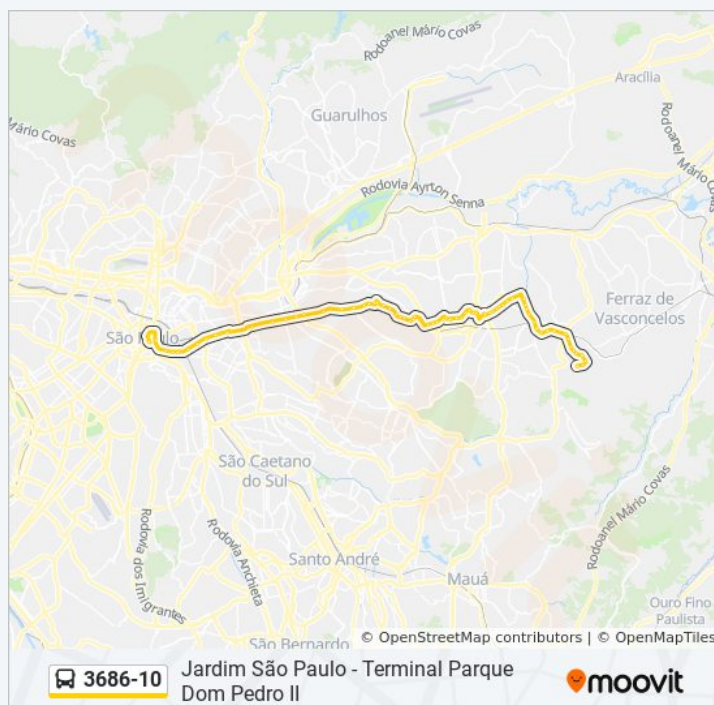 Rodoanel Mário Covas
Aracília
Guarulhos
Mário Covas
Rodoanel Mário Covas
Rodovia Ayrton Senna
Ferraz de
Vasconcelos
São Paulo
São Caetano
do Sul
Rodovia dos Imigrantes
Rodovia Anchieta
Rodoanel Mário Covas
Santo André
Mauá
Ouro Fino
Paulista
São Bernardo
© OpenStreetMap contributors | © OpenMapTiles
3686-10
Jardim São Paulo - Terminal Parque
Dom Pedro II
moovit